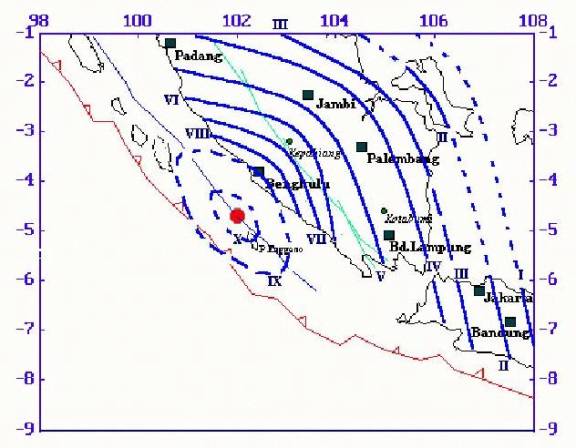 III
98 100 102 104 106 108
-1 -1
Padang
-2 -2
VI
Jambi
-3 -3
VIII
II
Kepahiang
Palembang
-4 -4
Bengkulu
Kotabumi
-5 -5
X
VII
Bd.Lampung
P.Enggano
-6 -6
IX
V
IV
III
I
Jakarta
-7 -7
Bandung
II
-8 -8
-9 -9